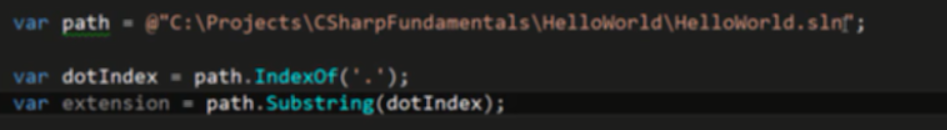 var path = @"C:\Projects\CSharpFundamentals\HelloWorld\HelloWorld.sln";
var dotIndex = path.IndexOf('.');
var extension = path.Substring(dotIndex);